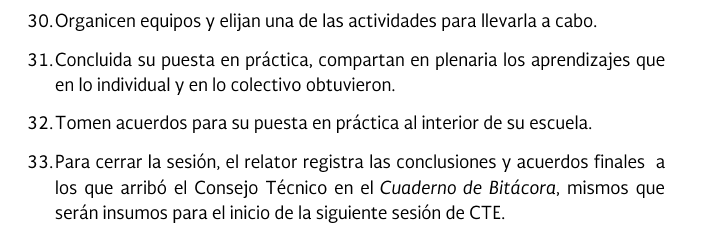 30. Organicen equipos y elijan una de las actividades para llevarla a cabo.
31. Concluida su puesta en práctica, compartan en plenaria los aprendizajes que
en lo individual y en lo colectivo obtuvieron.
32. Tomen acuerdos para su puesta en práctica al interior de su escuela.
33. Para cerrar la sesión, el relator registra las conclusiones y acuerdos finales a
los que arribó el Consejo Técnico en el Cuaderno de Bitácora, mismos que
serán insumos para el inicio de la siguiente sesión de CTE.